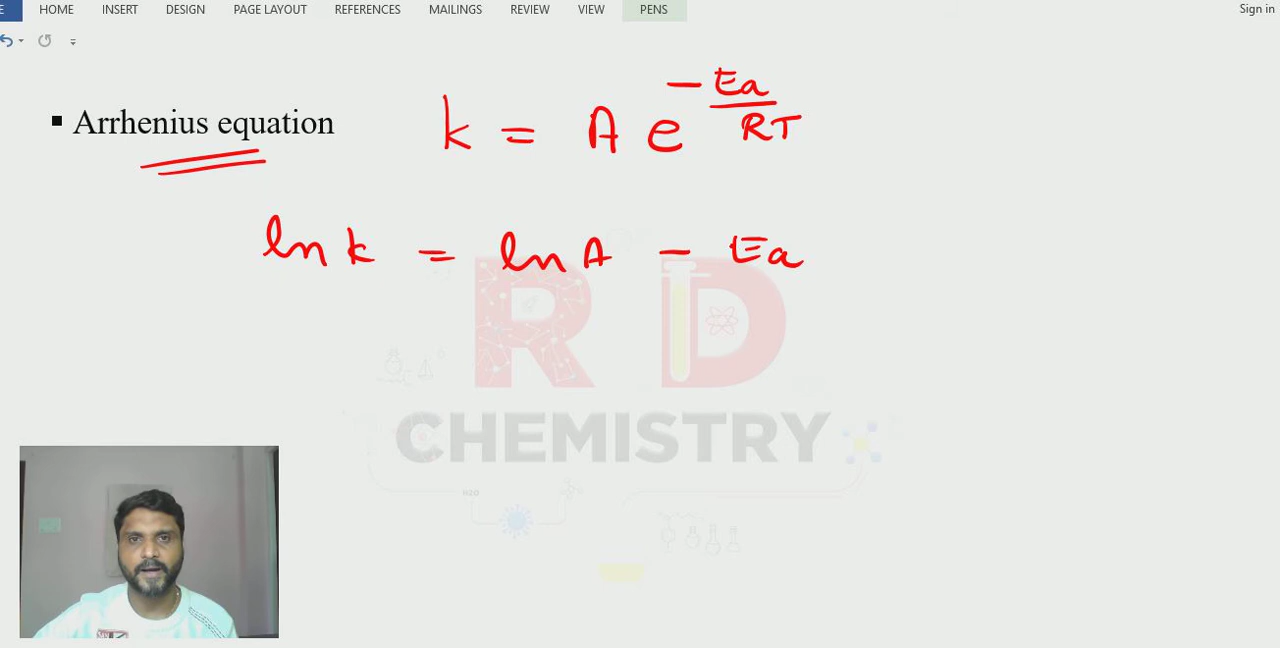 HOME INSERT DESIGN PAGE LAYOUT REFERENCES MAILINGS REVIEW VIEW PENS Sign in
▪ Arrhenius equation
k = A e^{-Ea/RT}
ln k = ln A - Ea
RD
CHEMISTRY
H2O